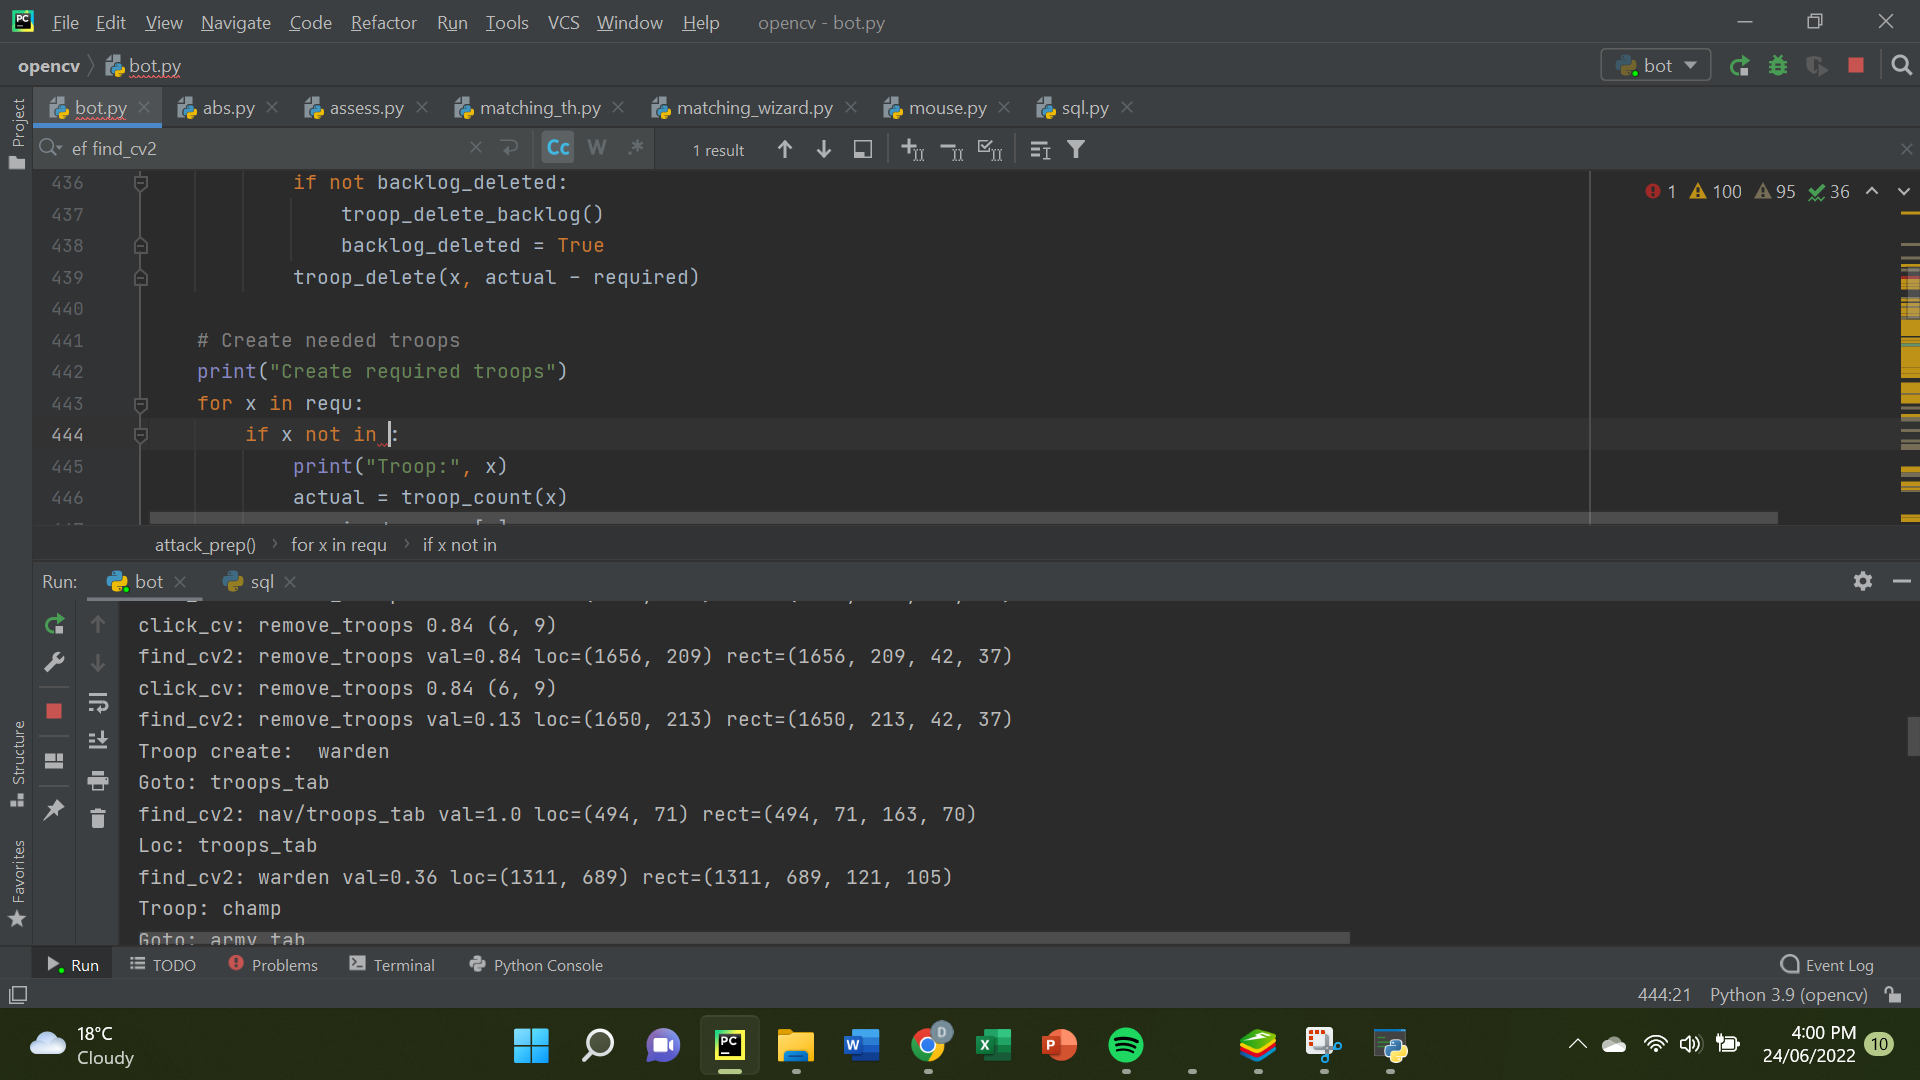 File Edit View Navigate Code Refactor Run Tools VCS Window Help opencv - bot.py
opencv bot.py bot
bot.py abs.py assess.py matching_th.py matching_wizard.py mouse.py sql.py
ef find_cv2 Cc W .* 1 result
1 100 95 36
436 if not backlog_deleted:
437 troop_delete_backlog()
438 backlog_deleted = True
439 troop_delete(x, actual - required)
440
441 # Create needed troops
442 print("Create required troops")
443 for x in requ:
444 if x not in :
445 print("Troop:", x)
446 actual = troop_count(x)
attack_prep() for x in requ if x not in
Project
Structure
Favorites
Run: bot sql
click_cv: remove_troops 0.84 (6, 9)
find_cv2: remove_troops val=0.84 loc=(1656, 209) rect=(1656, 209, 42, 37)
click_cv: remove_troops 0.84 (6, 9)
find_cv2: remove_troops val=0.13 loc=(1650, 213) rect=(1650, 213, 42, 37)
Troop create:  warden
Goto: troops_tab
find_cv2: nav/troops_tab val=1.0 loc=(494, 71) rect=(494, 71, 163, 70)
Loc: troops_tab
find_cv2: warden val=0.36 loc=(1311, 689) rect=(1311, 689, 121, 105)
Troop: champ
Goto: army_tab
Run TODO Problems Terminal Python Console Event Log
444:21 Python 3.9 (opencv)
18°C
Cloudy
PC W D X P
4:00 PM
24/06/2022
10